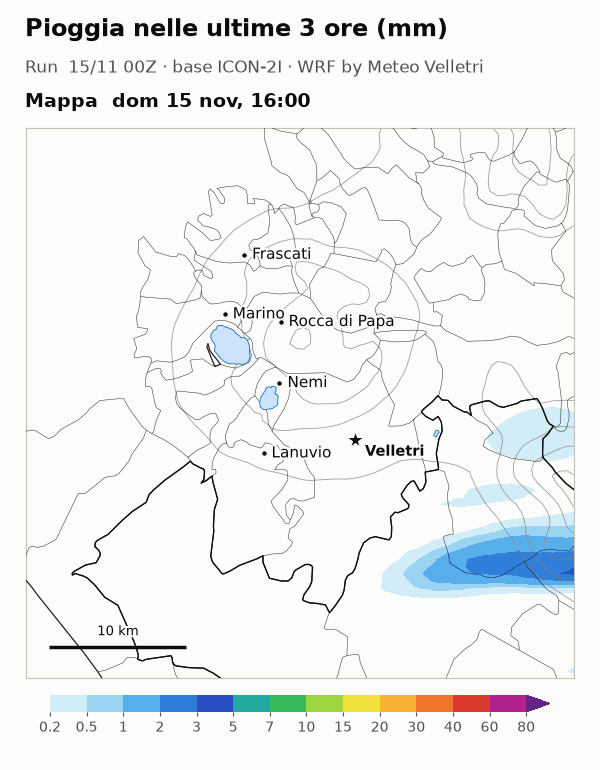 Pioggia nelle ultime 3 ore (mm)
Run  15/11 00Z · base ICON-2I · WRF by Meteo Velletri
Mappa  dom 15 nov, 16:00
Frascati
Marino
Rocca di Papa
Nemi
Velletri
Lanuvio
10 km
0.2 0.5 1 2 3 5 7 10 15 20 30 40 60 80